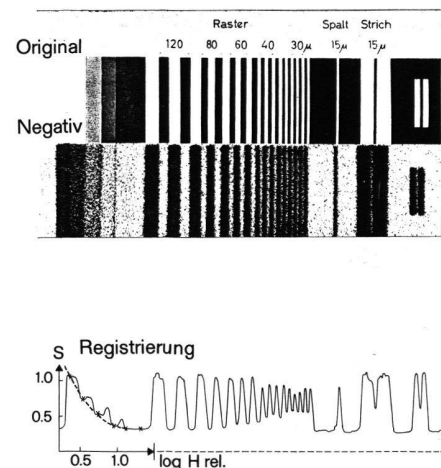 Raster Spalt Strich
Original 120 80 60 40 30µ 15µ 15µ
Negativ
S Registrierung
1.0
0.5
0.5 1.0 log H rel.